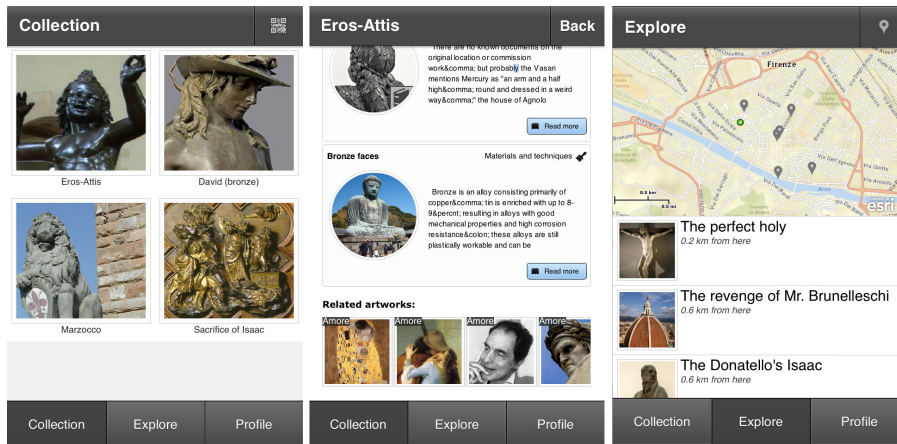 Collection
Eros-Attis
David (bronze)
Marzocco
Sacrifice of Isaac
Collection
Explore
Profile
Eros-Attis
Back
There are no known documents on the
original location or commission
work&comma; but probably the Vasari
mentions Mercury as "an arm and a half
high&comma; round and dressed in a weird
way&comma;" the house of Agnolo
Read more
Bronze faces
Materials and techniques
Bronze is an alloy consisting primarily of
copper&comma; tin is enriched with up to 8-
9&percnt; resulting in alloys with good
mechanical properties and high corrosion
resistance&colon; these alloys are still
plastically workable and can be
Read more
Related artworks:
Amore
Amore
Amore
Amore
Collection
Explore
Profile
Explore
Firenze
Arno
0.5 km
0.5 mi
esri
The perfect holy
0.2 km from here
The revenge of Mr. Brunelleschi
0.6 km from here
The Donatello's Isaac
0.6 km from here
Collection
Explore
Profile